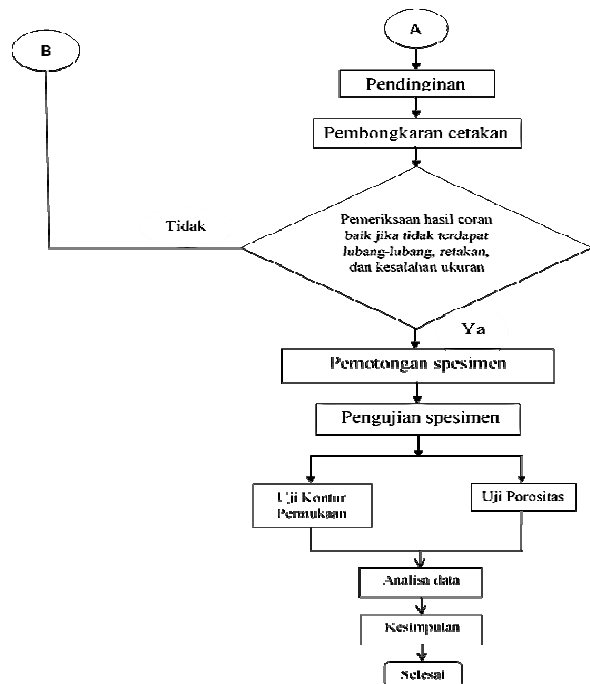 A
B
Pendinginan
Pembongkaran cetakan
Pemeriksaan hasil coran
baik jika tidak terdapat
lubang-lubang, retakan,
dan kesalahan ukuran
Tidak
Ya
Pemotongan spesimen
Pengujian spesimen
Uji Kontur
Permukaan
Uji Porositas
Analisa data
Kesimpulan
Selesai